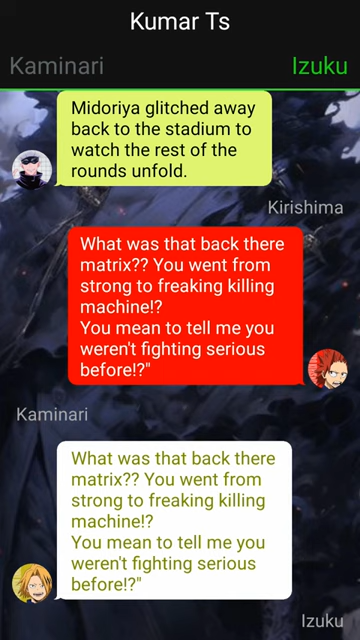 Kumar Ts
Kaminari
Izuku
Midoriya glitched away
back to the stadium to
watch the rest of the
rounds unfold.
Kirishima
What was that back there
matrix?? You went from
strong to freaking killing
machine!?
You mean to tell me you
weren't fighting serious
before!?"
Kaminari
What was that back there
matrix?? You went from
strong to freaking killing
machine!?
You mean to tell me you
weren't fighting serious
before!?"
Izuku